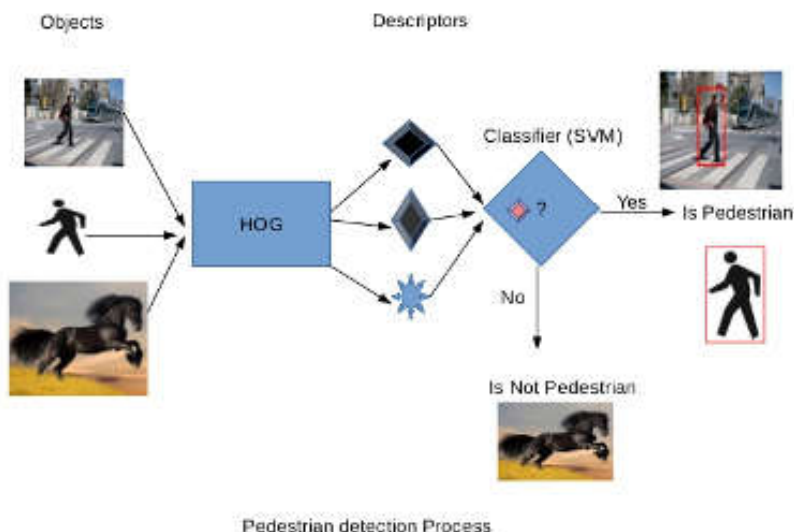 Objects
Descriptors
Classifier (SVM)
HOG
?
Yes
Is Pedestrian
No
Is Not Pedestrian
Pedestrian detection Process